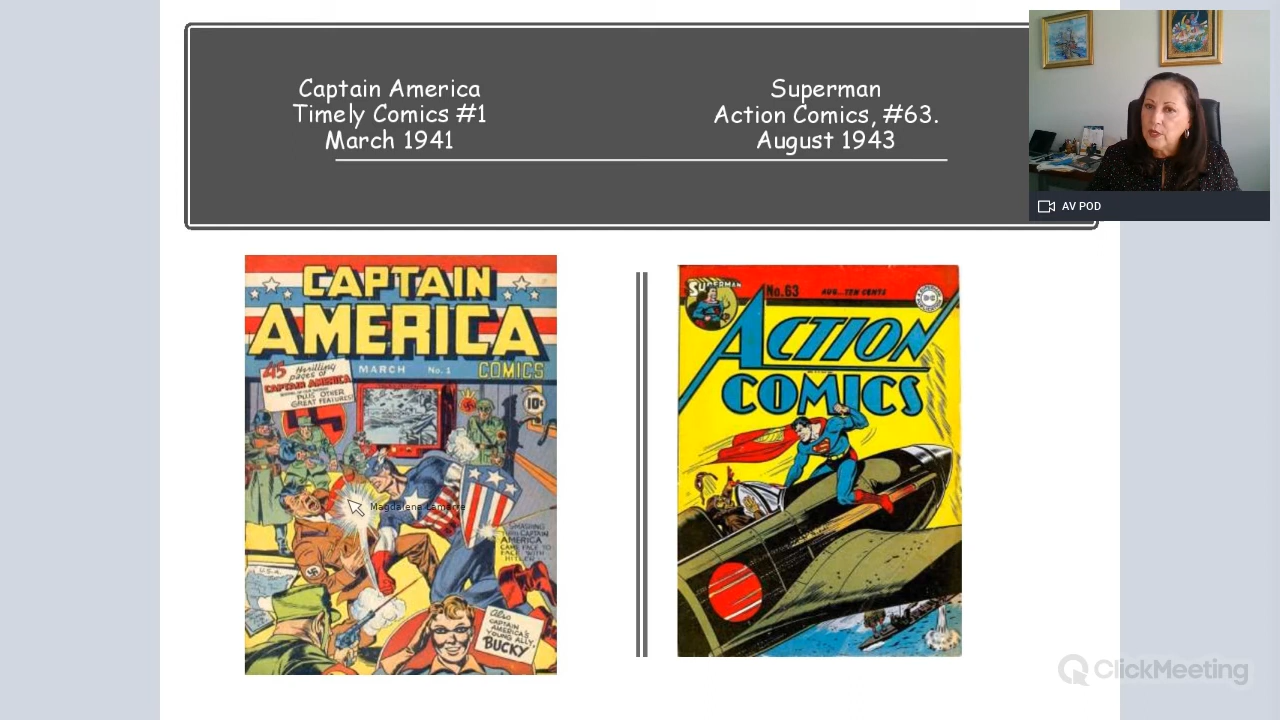 Captain America
Timely Comics #1
March 1941
Superman
Action Comics, #63.
August 1943
AV POD
CAPTAIN
AMERICA
COMICS
MARCH No. 1
45 Thrilling
pages of
CAPTAIN AMERICA
PLUS OTHER
GREAT FEATURES!
10¢
Magdalena Lamarre
SMASHING
THRU, CAPTAIN
AMERICA
CAME FACE TO
FACE WITH
HITLER
U.S.A.
Also
CAPTAIN
AMERICA'S
YOUNG ALLY,
BUCKY
SUPERMAN
No.63
AUG. TEN CENTS
DC
ACTION
COMICS
ClickMeeting